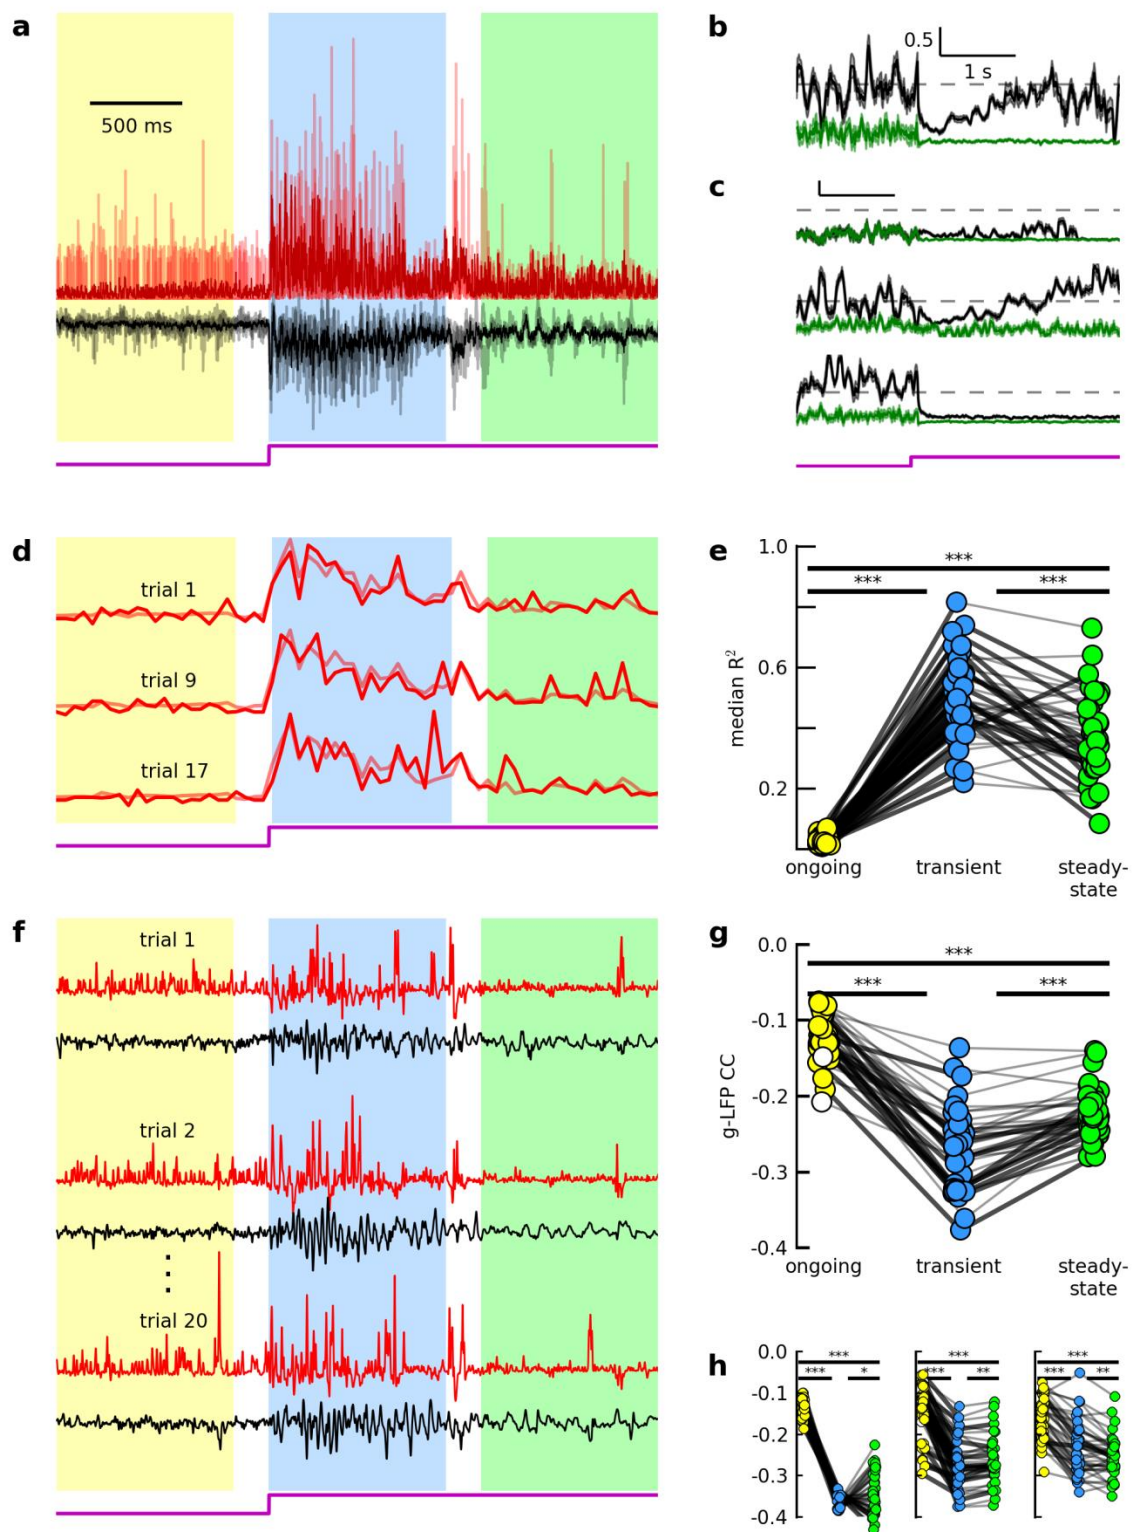 a
500 ms
b
0.5
1 s
c
d
trial 1
trial 9
trial 17
e
1.0
0.6
0.2
median R²
***
*** ***
ongoing transient steady-
state
f
trial 1
trial 2
trial 20
g
0.0
-0.1
-0.2
-0.3
-0.4
g-LFP CC
***
*** ***
ongoing transient steady-
state
h
0.0
-0.1
-0.2
-0.3
-0.4
***
*** *
***
*** **
***
*** **